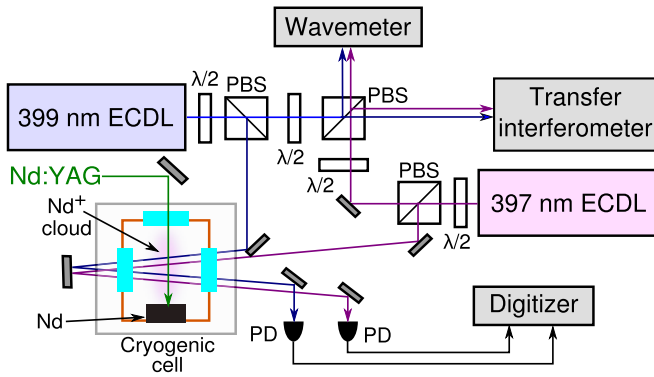 Wavemeter
λ/2
PBS
399 nm ECDL
λ/2
PBS
Transfer
interferometer
λ/2
PBS
Nd:YAG
Nd⁺
cloud
397 nm ECDL
λ/2
Nd
Cryogenic
cell
PD
PD
Digitizer